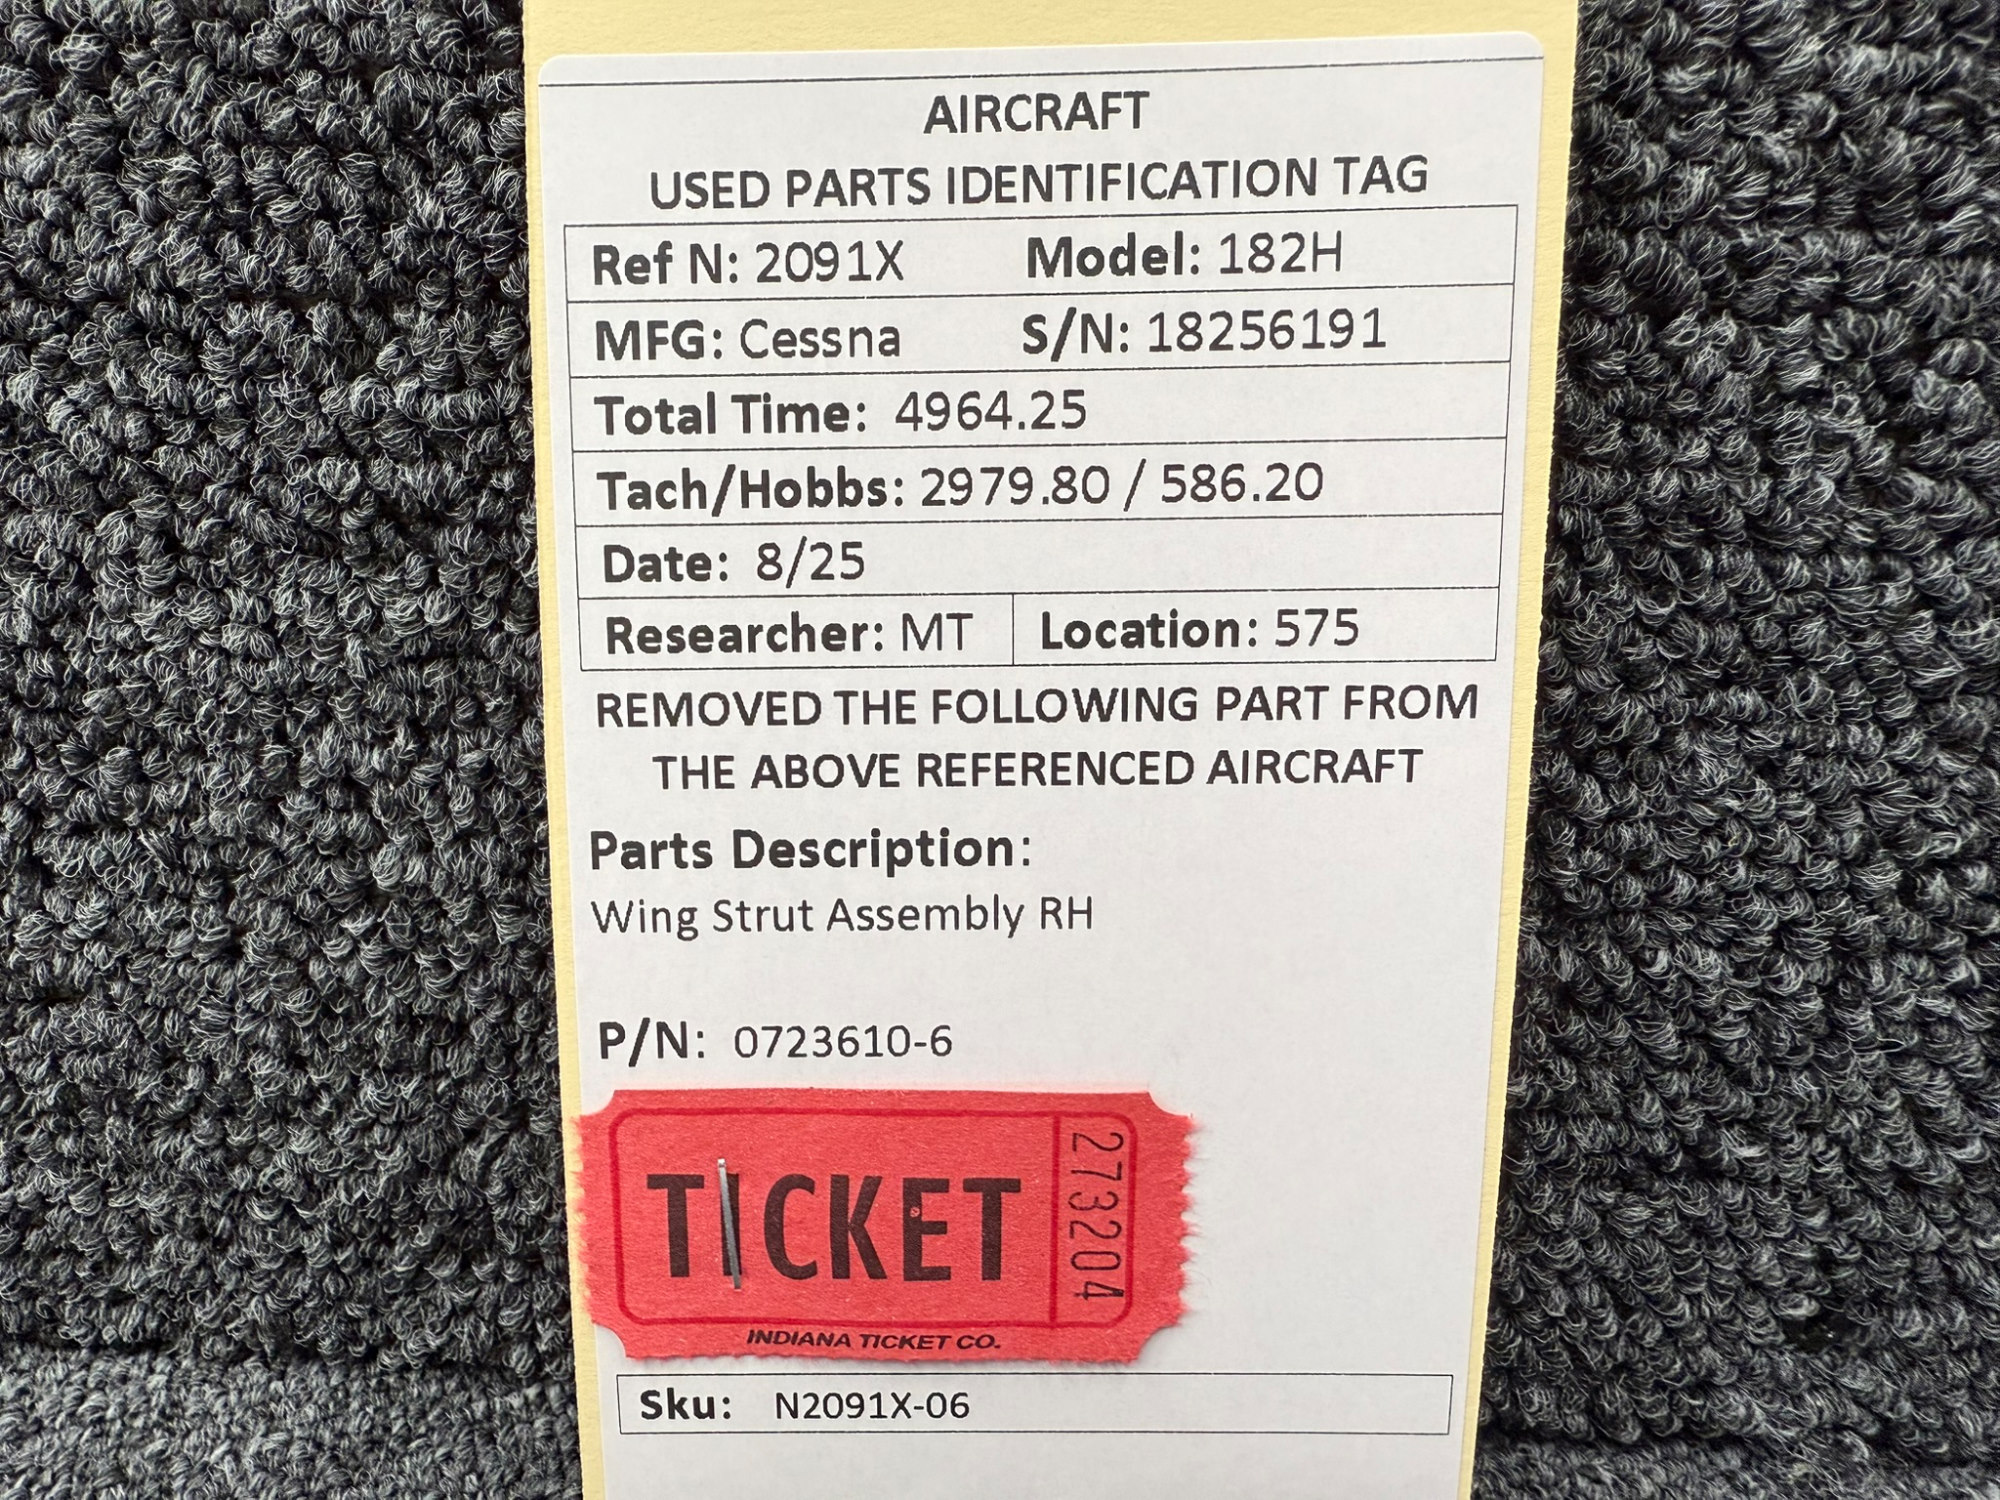 AIRCRAFT
USED PARTS IDENTIFICATION TAG
Ref N: 2091X Model: 182H
MFG: Cessna S/N: 18256191
Total Time: 4964.25
Tach/Hobbs: 2979.80 / 586.20
Date: 8/25
Researcher: MT Location: 575
REMOVED THE FOLLOWING PART FROM
THE ABOVE REFERENCED AIRCRAFT
Parts Description:
Wing Strut Assembly RH
P/N: 0723610-6
TICKET
273204
INDIANA TICKET CO.
Sku: N2091X-06